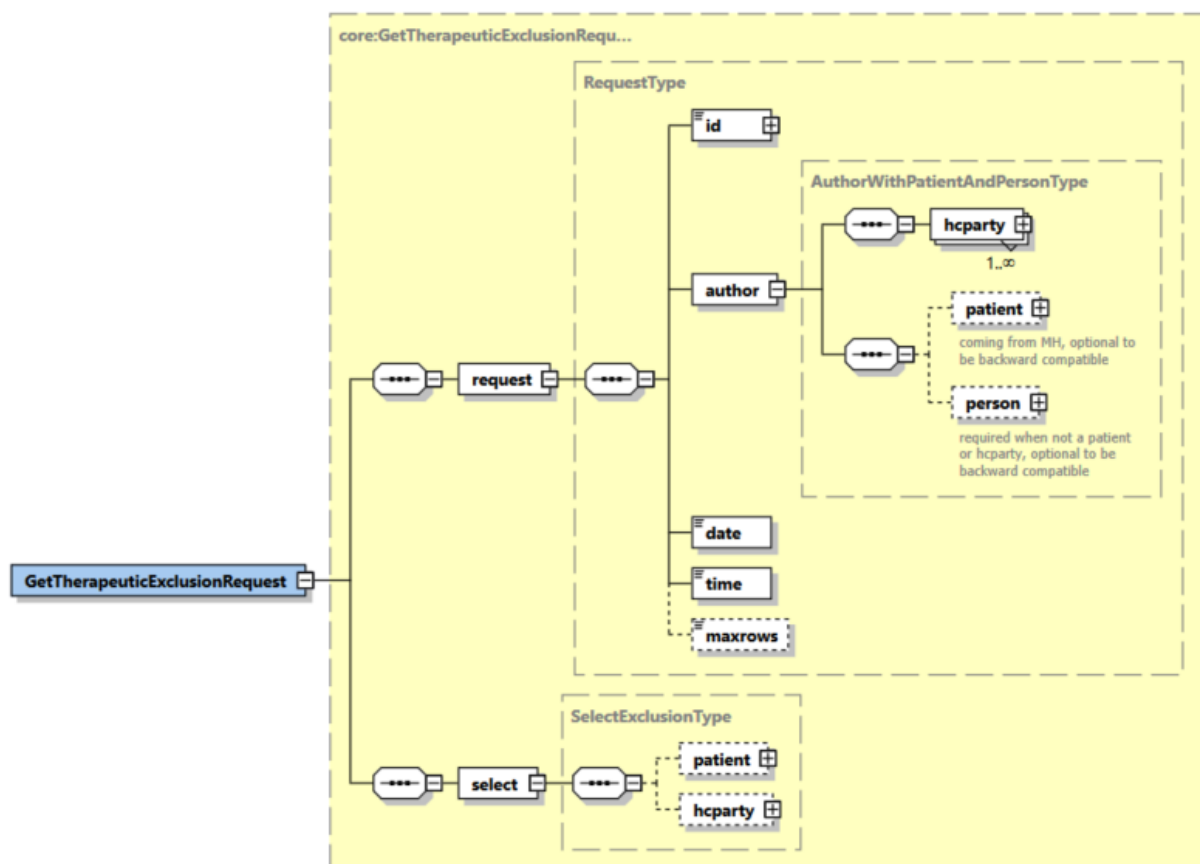 core:GetTherapeuticExclusionRequ...
RequestType
id
AuthorWithPatientAndPersonType
hcparty
1..∞
author
patient
coming from MH, optional to
be backward compatible
request
person
required when not a patient
or hcparty, optional to be
backward compatible
date
GetTherapeuticExclusionRequest
time
maxrows
SelectExclusionType
patient
select
hcparty